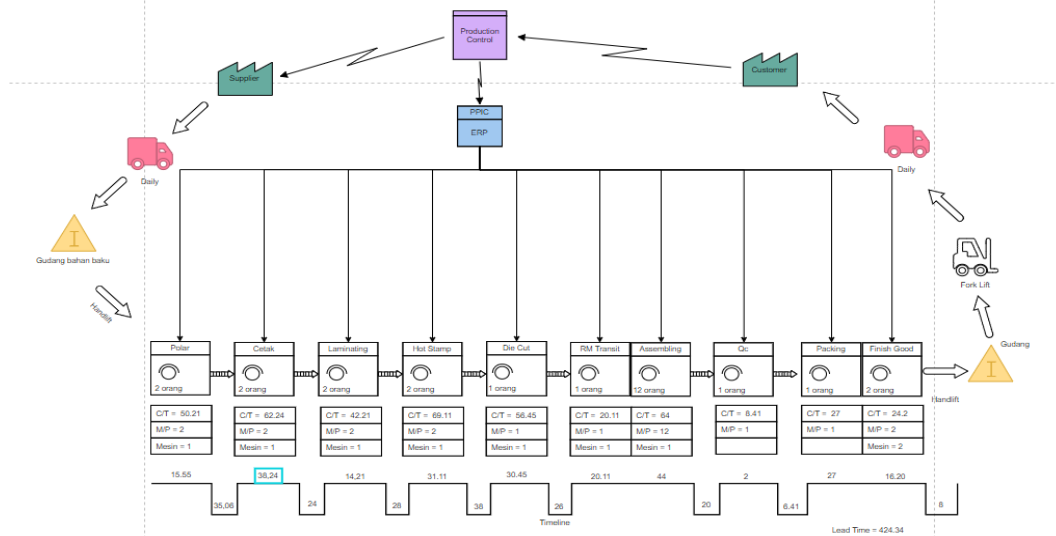 Production
Control
Supplier
Customer
PPIC
ERP
Daily
Daily
Gudang bahan baku
Fork Lift
Handlift
Gudang
Handlift
Polar
2 orang
C/T = 50.21
M/P = 2
Mesin = 1
Cetak
2 orang
C/T = 62.24
M/P = 2
Mesin = 1
Laminating
2 orang
C/T = 42.21
M/P = 2
Mesin = 1
Hot Stamp
2 orang
C/T = 69.11
M/P = 2
Mesin = 1
Die Cut
1 orang
C/T = 56.45
M/P = 1
Mesin = 1
RM Transit
1 orang
C/T = 20.11
M/P = 1
Mesin = 1
Assembling
12 orang
C/T = 64
M/P = 12
Mesin = 1
Qc
1 orang
C/T = 8.41
M/P = 1
Packing
1 orang
C/T = 27
M/P = 1
Finish Good
2 orang
C/T = 24.2
M/P = 2
Mesin = 2
15.55
35,06
38,24
24
14,21
28
31.11
38
30.45
26
20.11
44
20
2
6.41
27
16.20
8
Timeline
Lead Time = 424.34